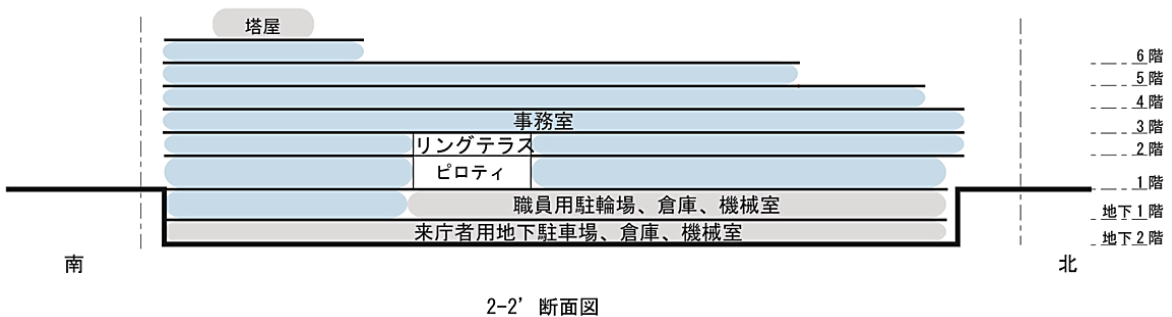 塔屋
6階
5階
4階
事務室
3階
リングテラス
2階
ピロティ
1階
職員用駐輪場、倉庫、機械室
地下1階
来庁者用地下駐車場、倉庫、機械室
地下2階
南
北
2-2’ 断面図